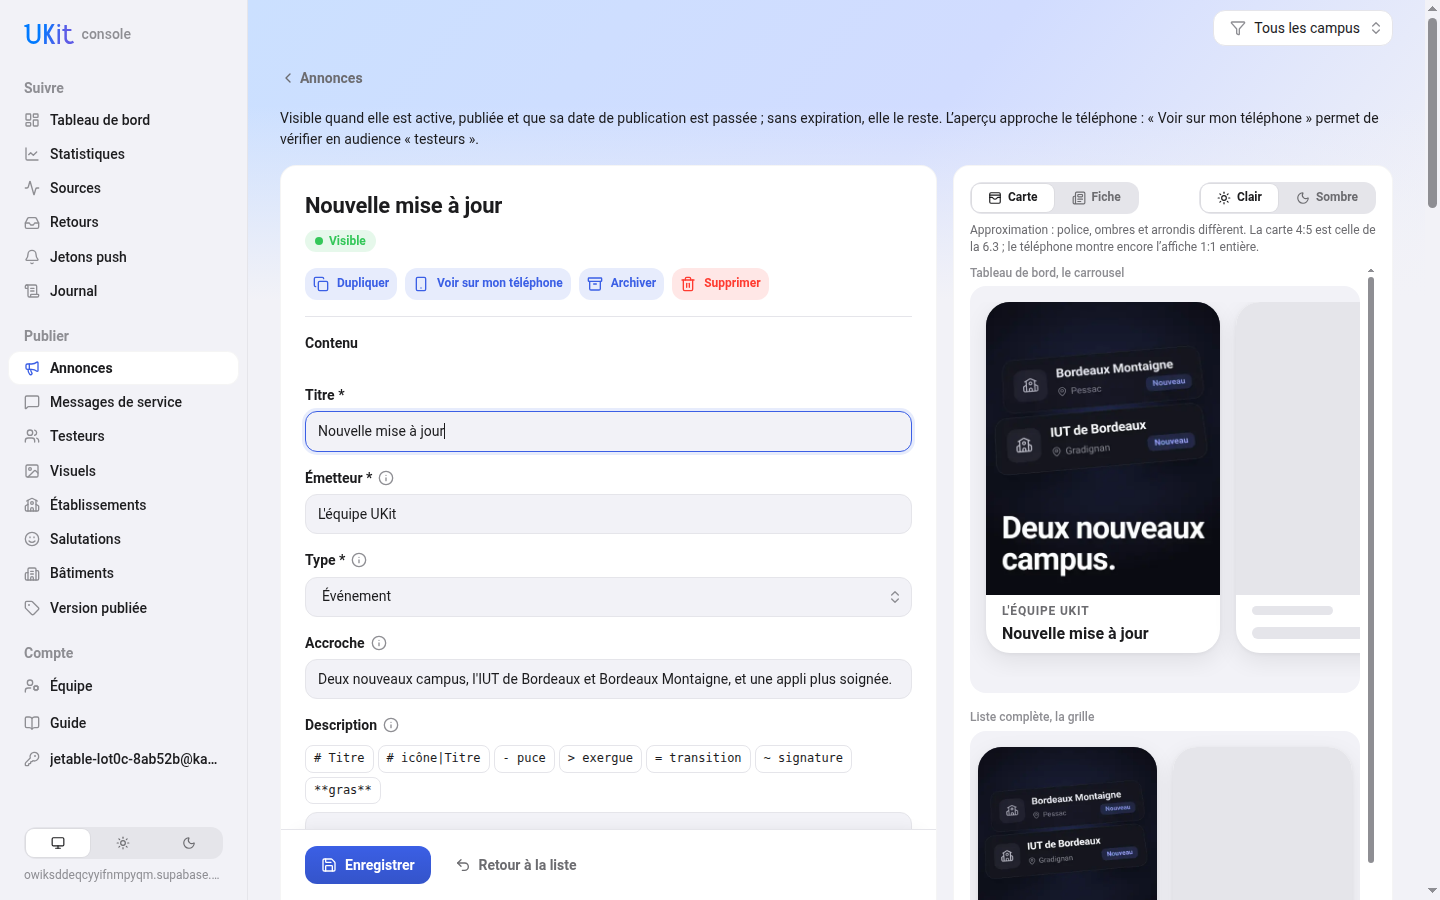 UKit console
Suivre
Tableau de bord
Statistiques
Sources
Retours
Jetons push
Journal
Publier
Annonces
Messages de service
Testeurs
Visuels
Établissements
Salutations
Bâtiments
Version publiée
Compte
Équipe
Guide
jetable-lot0c-8ab52b@ka...
owiksddeqcyyifnmpyqm.supabase....
Tous les campus
Annonces
Visible quand elle est active, publiée et que sa date de publication est passée ; sans expiration, elle le reste. L'aperçu approche le téléphone : « Voir sur mon téléphone » permet de
vérifier en audience « testeurs ».
Nouvelle mise à jour
Visible
Dupliquer
Voir sur mon téléphone
Archiver
Supprimer
Contenu
Titre *
Nouvelle mise à jour
Émetteur *
L'équipe UKit
Type *
Événement
Accroche
Deux nouveaux campus, l'IUT de Bordeaux et Bordeaux Montaigne, et une appli plus soignée.
Description
# Titre
# icône|Titre
- puce
> exergue
= transition
~ signature
**gras**
Enregistrer
Retour à la liste
Carte
Fiche
Clair
Sombre
Approximation : police, ombres et arrondis diffèrent. La carte 4:5 est celle de
la 6.3 ; le téléphone montre encore l'affiche 1:1 entière.
Tableau de bord, le carrousel
Bordeaux Montaigne
Pessac
Nouveau
IUT de Bordeaux
Gradignan
Nouveau
Deux nouveaux
campus.
L'ÉQUIPE UKIT
Nouvelle mise à jour
Liste complète, la grille
Bordeaux Montaigne
Pessac
Nouveau
IUT de Bordeaux
Gradignan
Nouveau